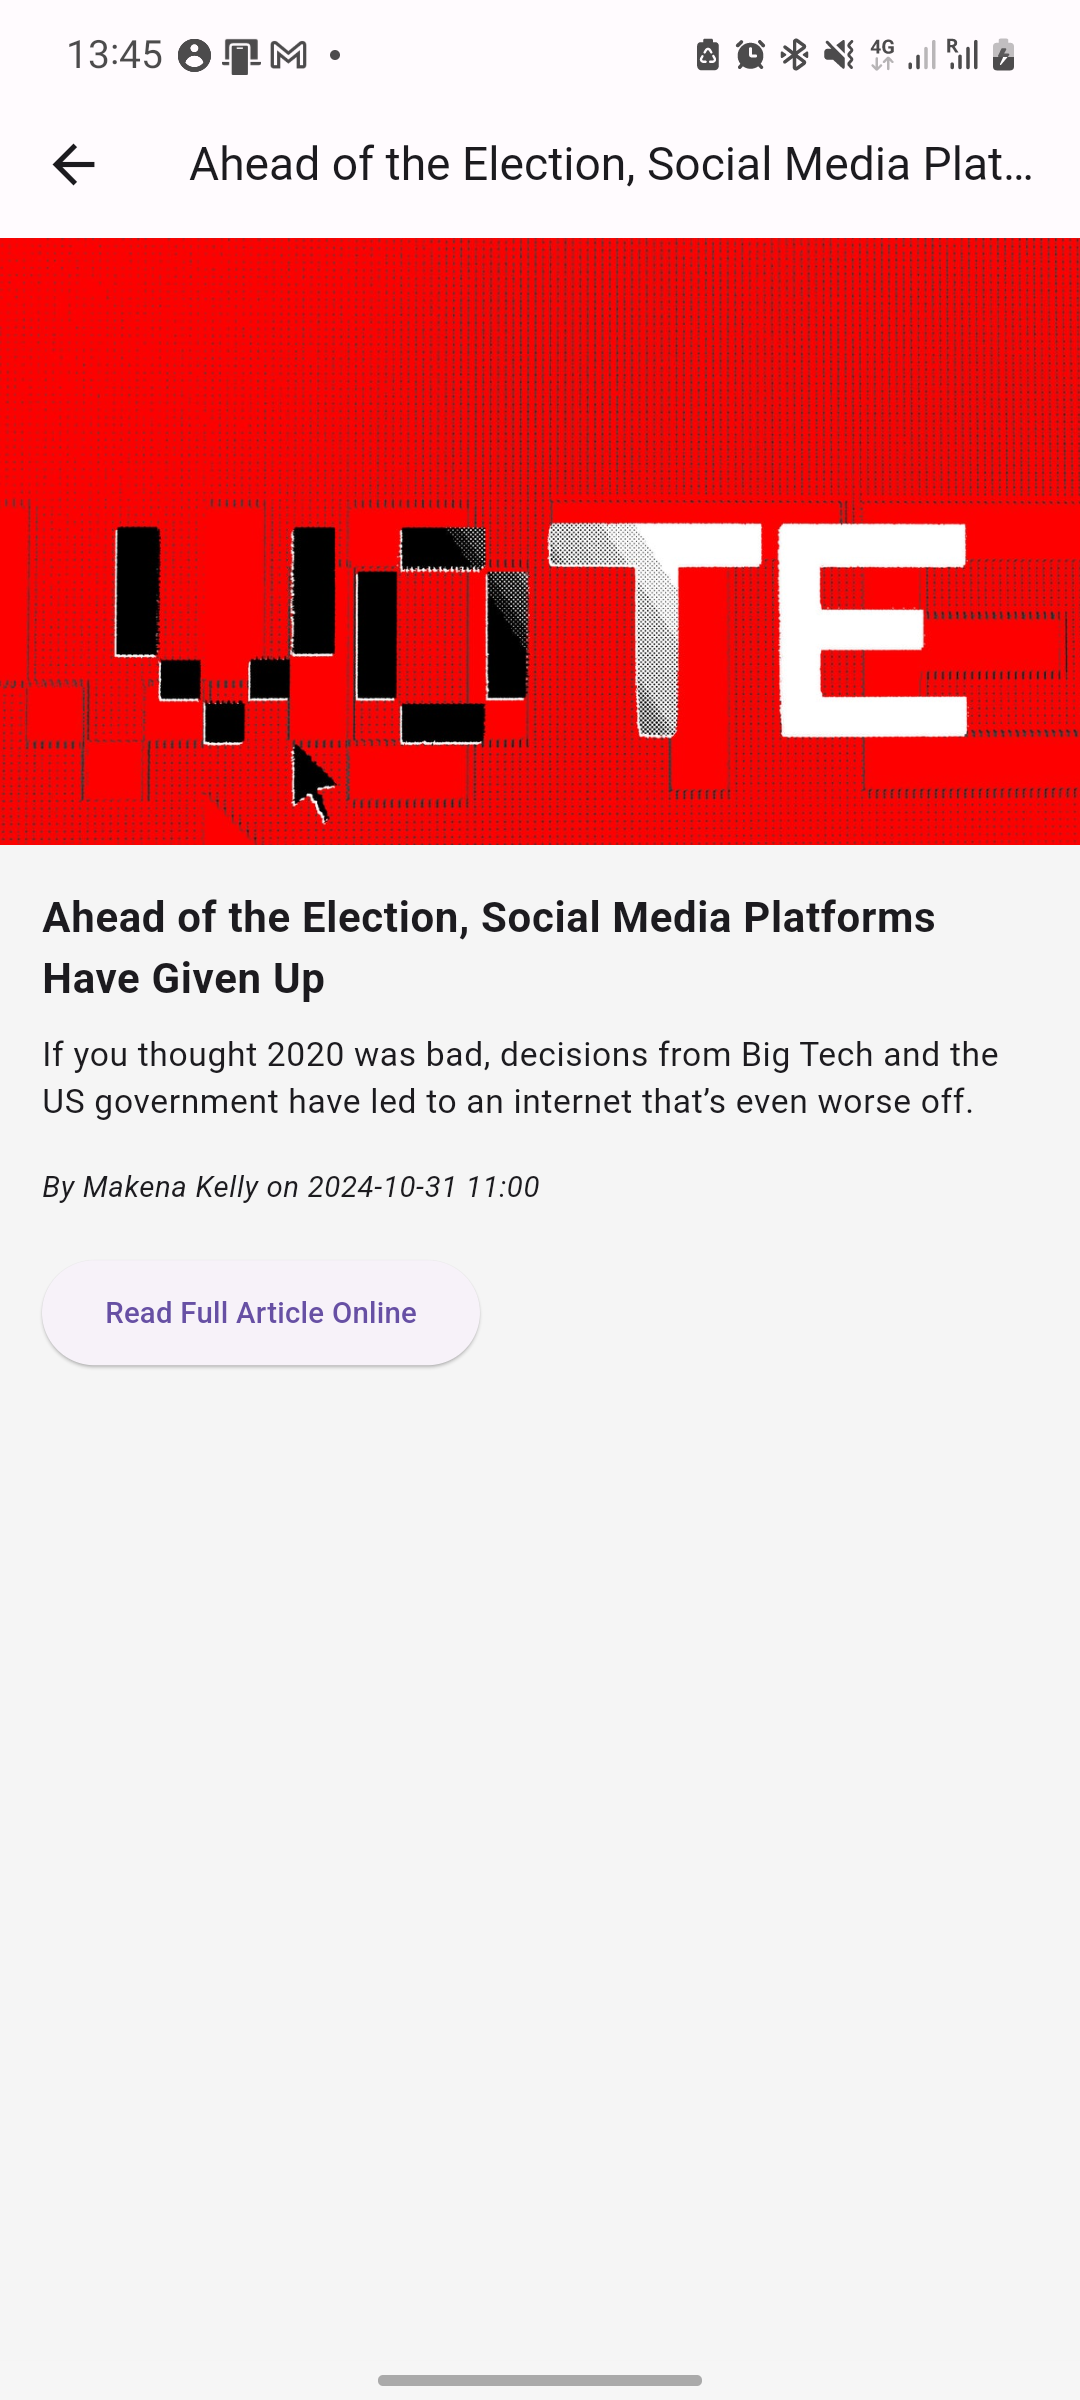 13:45
4G
R
Ahead of the Election, Social Media Plat...
VOTE
Ahead of the Election, Social Media Platforms
Have Given Up
If you thought 2020 was bad, decisions from Big Tech and the
US government have led to an internet that’s even worse off.
By Makena Kelly on 2024-10-31 11:00
Read Full Article Online